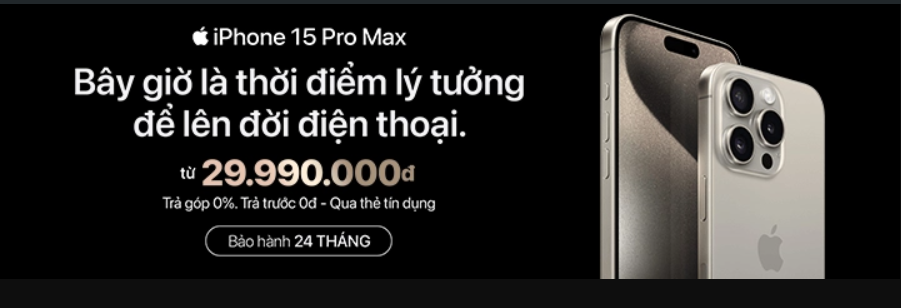 iPhone 15 Pro Max
Bây giờ là thời điểm lý tưởng
để lên đời điện thoại.
từ 29.990.000đ
Trả góp 0%. Trả trước 0đ - Qua thẻ tín dụng
Bảo hành 24 THÁNG